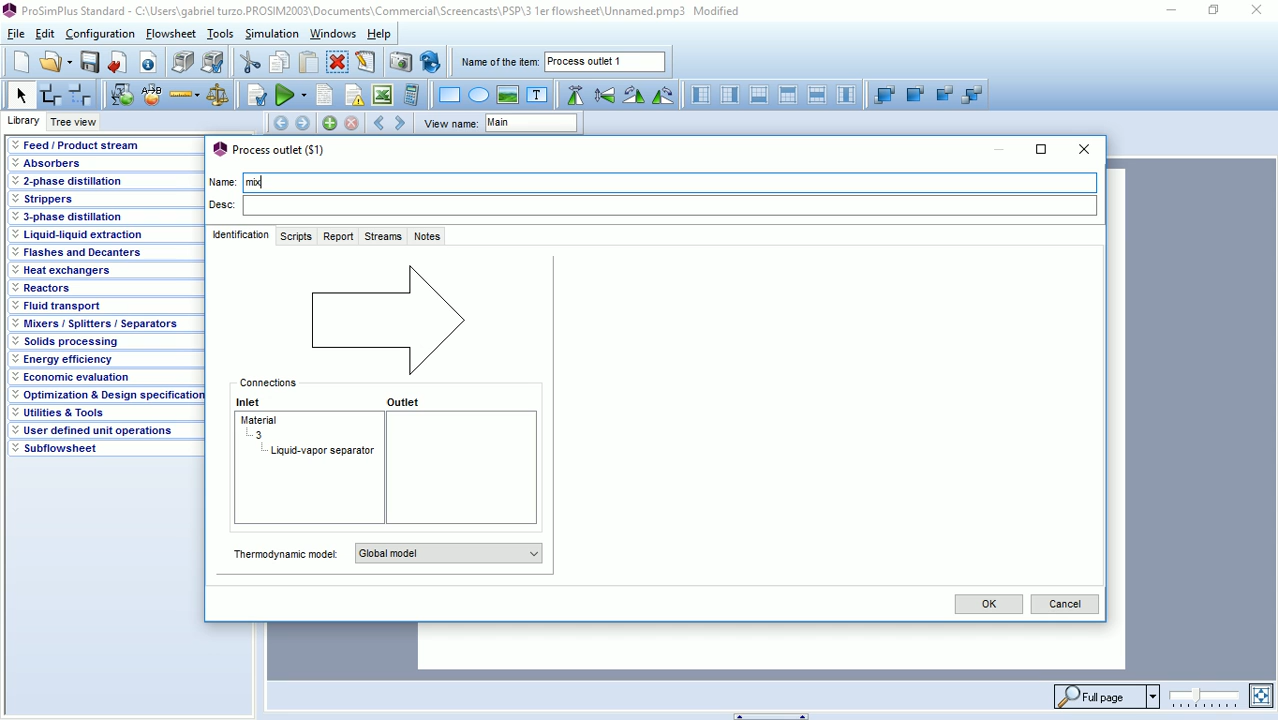 ProSimPlus Standard - C:\Users\gabriel turzo.PROSIM2003\Documents\Commercial\Screencasts\PSP\3 1er flowsheet\Unnamed.pmp3 Modified
File Edit Configuration Flowsheet Tools Simulation Windows Help
Name of the item: Process outlet 1
Library Tree view
View name: Main
Feed / Product stream
Absorbers
2-phase distillation
Strippers
3-phase distillation
Liquid-liquid extraction
Flashes and Decanters
Heat exchangers
Reactors
Fluid transport
Mixers / Splitters / Separators
Solids processing
Energy efficiency
Economic evaluation
Optimization & Design specification
Utilities & Tools
User defined unit operations
Subflowsheet
Process outlet ($1)
Name: mix
Desc:
Identification Scripts Report Streams Notes
Connections
Inlet Outlet
Material
3
Liquid-vapor separator
Thermodynamic model: Global model
OK Cancel
Full page